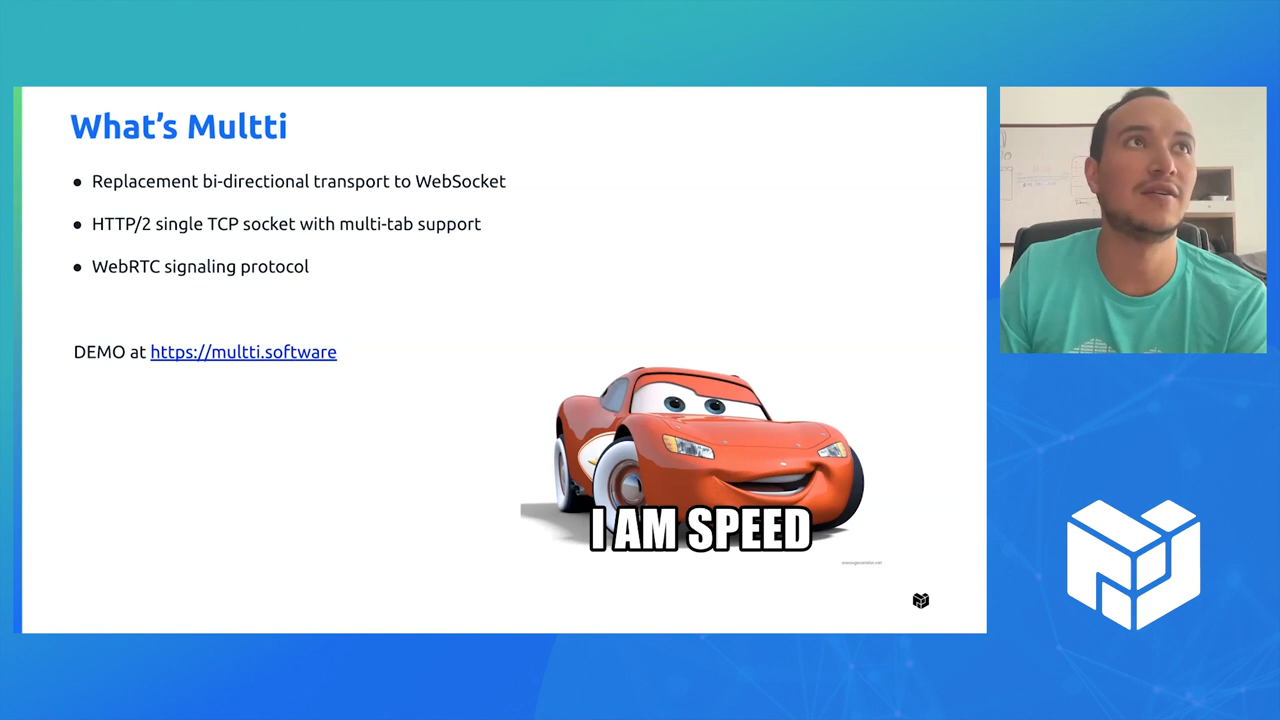 What's Multti
● Replacement bi-directional transport to WebSocket
● HTTP/2 single TCP socket with multi-tab support
● WebRTC signaling protocol
DEMO at https://multti.software
I AM SPEED